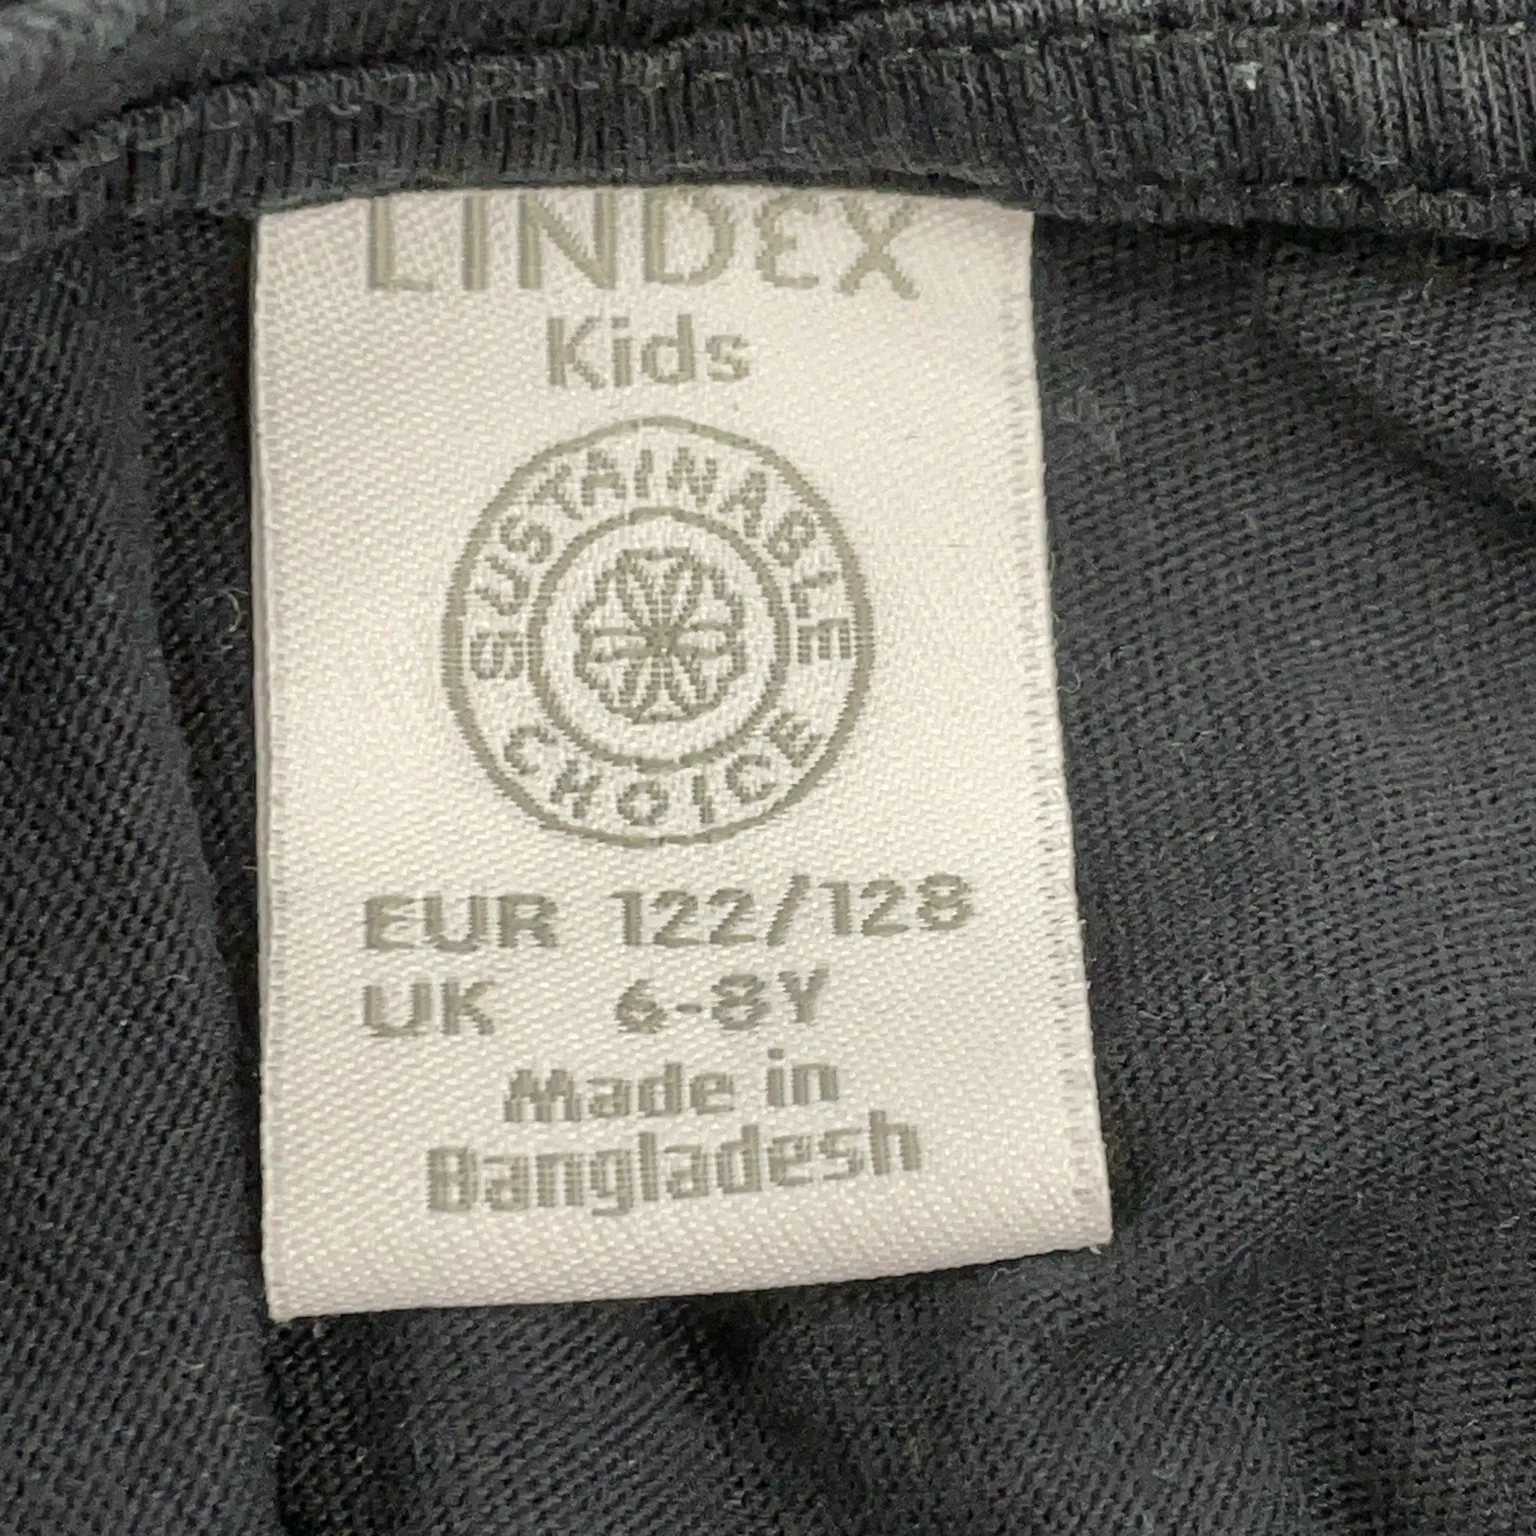 LINDEX
Kids
SUSTAINABLE
CHOICE
EUR 122/128
UK 6-8Y
Made in
Bangladesh